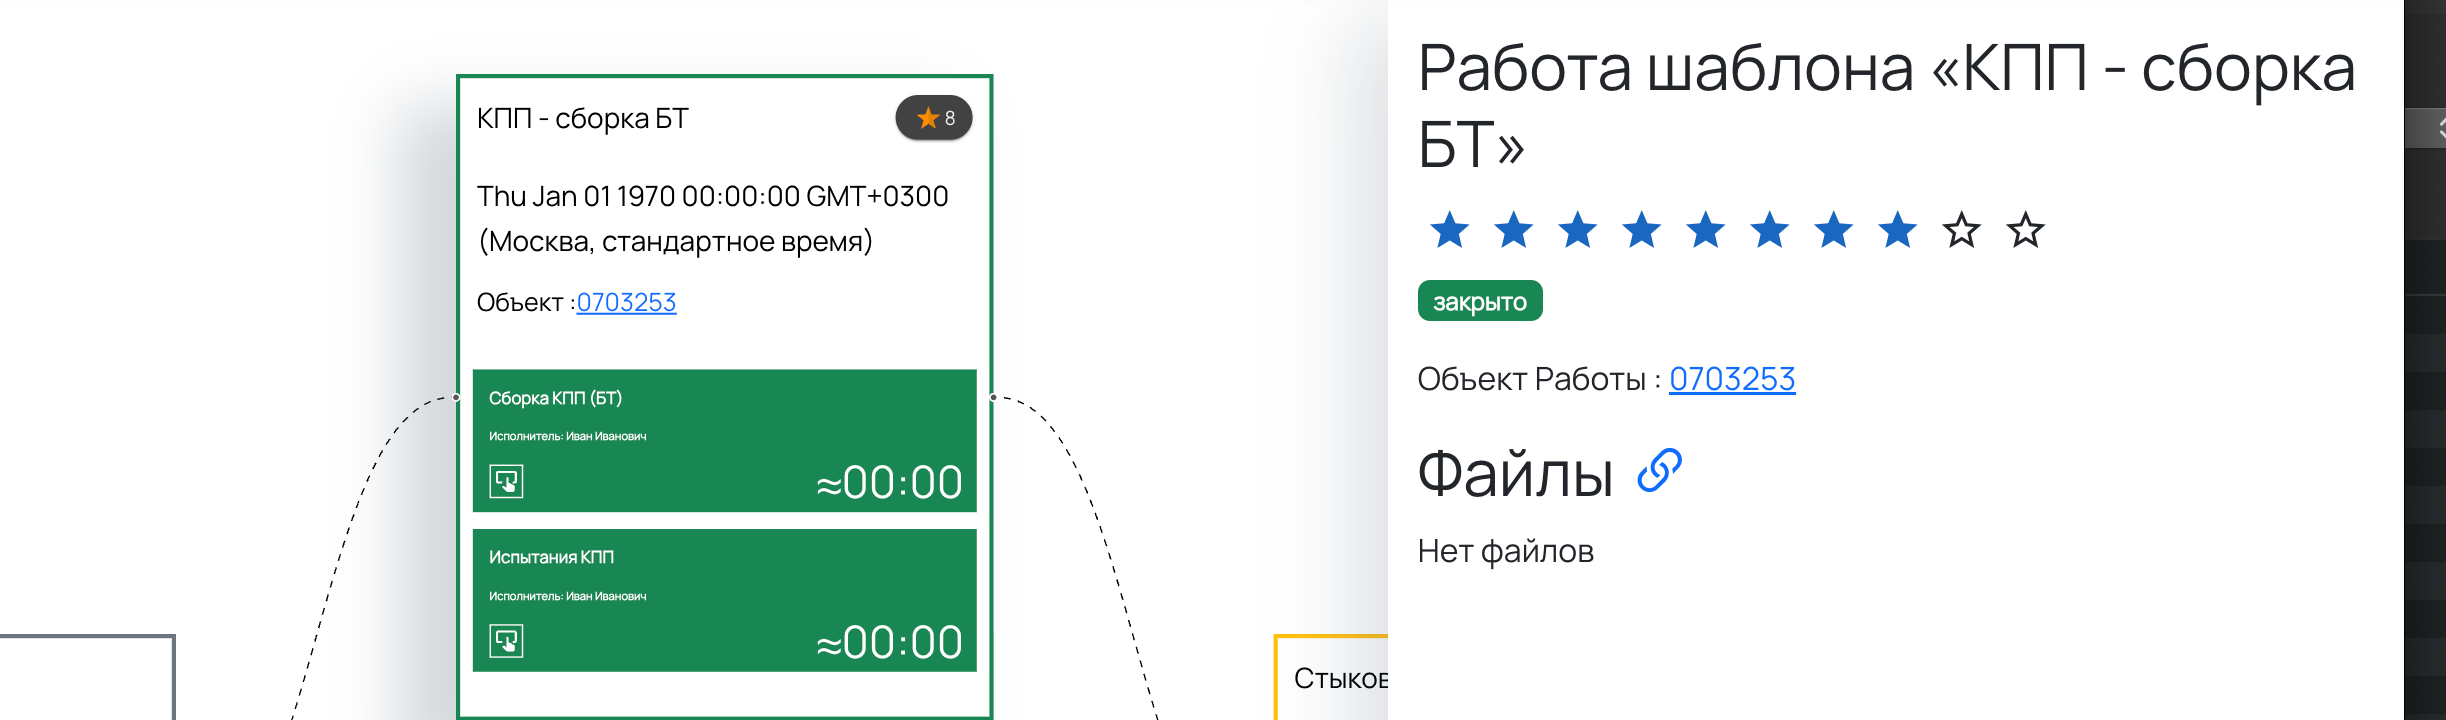 КПП - сборка БТ
8
Thu Jan 01 1970 00:00:00 GMT+0300
(Москва, стандартное время)
Объект :0703253
Сборка КПП (БТ)
Исполнитель: Иван Иванович
≈00:00
Испытания КПП
Исполнитель: Иван Иванович
≈00:00
Стыков
Работа шаблона «КПП - сборка
БТ»
закрыто
Объект Работы : 0703253
Файлы
Нет файлов